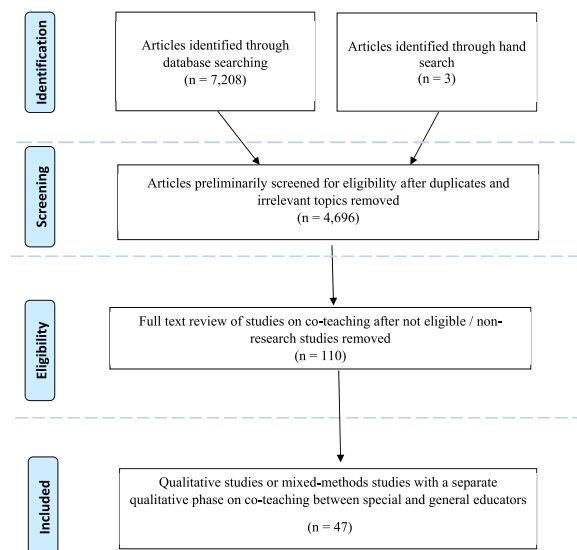 Identification
Articles identified through
database searching
(n = 7,208)
Articles identified through hand
search
(n = 3)
Screening
Articles preliminarily screened for eligibility after duplicates and
irrelevant topics removed
(n = 4,696)
Eligibility
Full text review of studies on co-teaching after not eligible / non-
research studies removed
(n = 110)
Included
Qualitative studies or mixed-methods studies with a separate
qualitative phase on co-teaching between special and general educators
(n = 47)